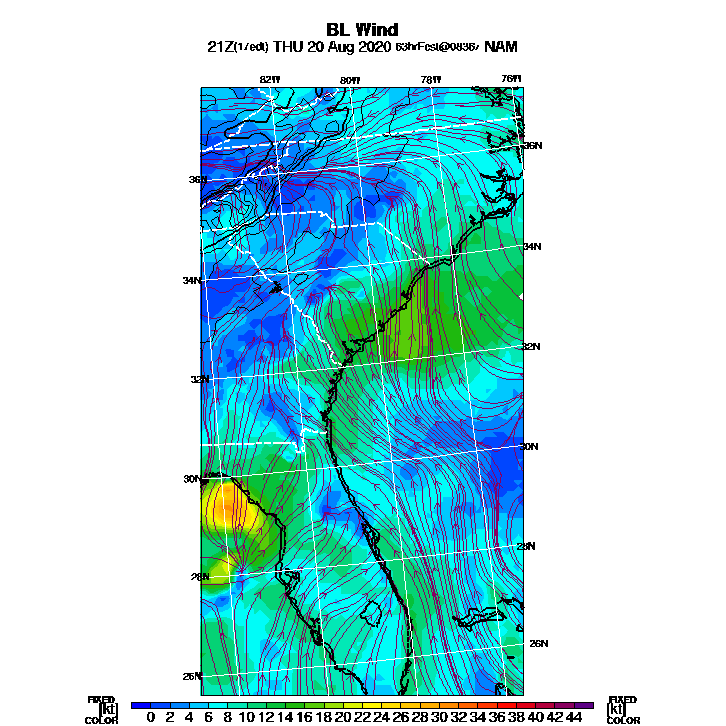 BL Wind
21Z(17edt) THU 20 Aug 2020 63hrFcst@0836z NAM
82W 80W 78W 76W
36N
36N
34N
34N
32N
32N
30N
30N
28N
28N
26N
26N
FIXED FIXED
[kt] 0 2 4 6 8 10 12 14 16 18 20 22 24 26 28 30 32 34 36 38 40 42 44 [kt]
COLOR COLOR